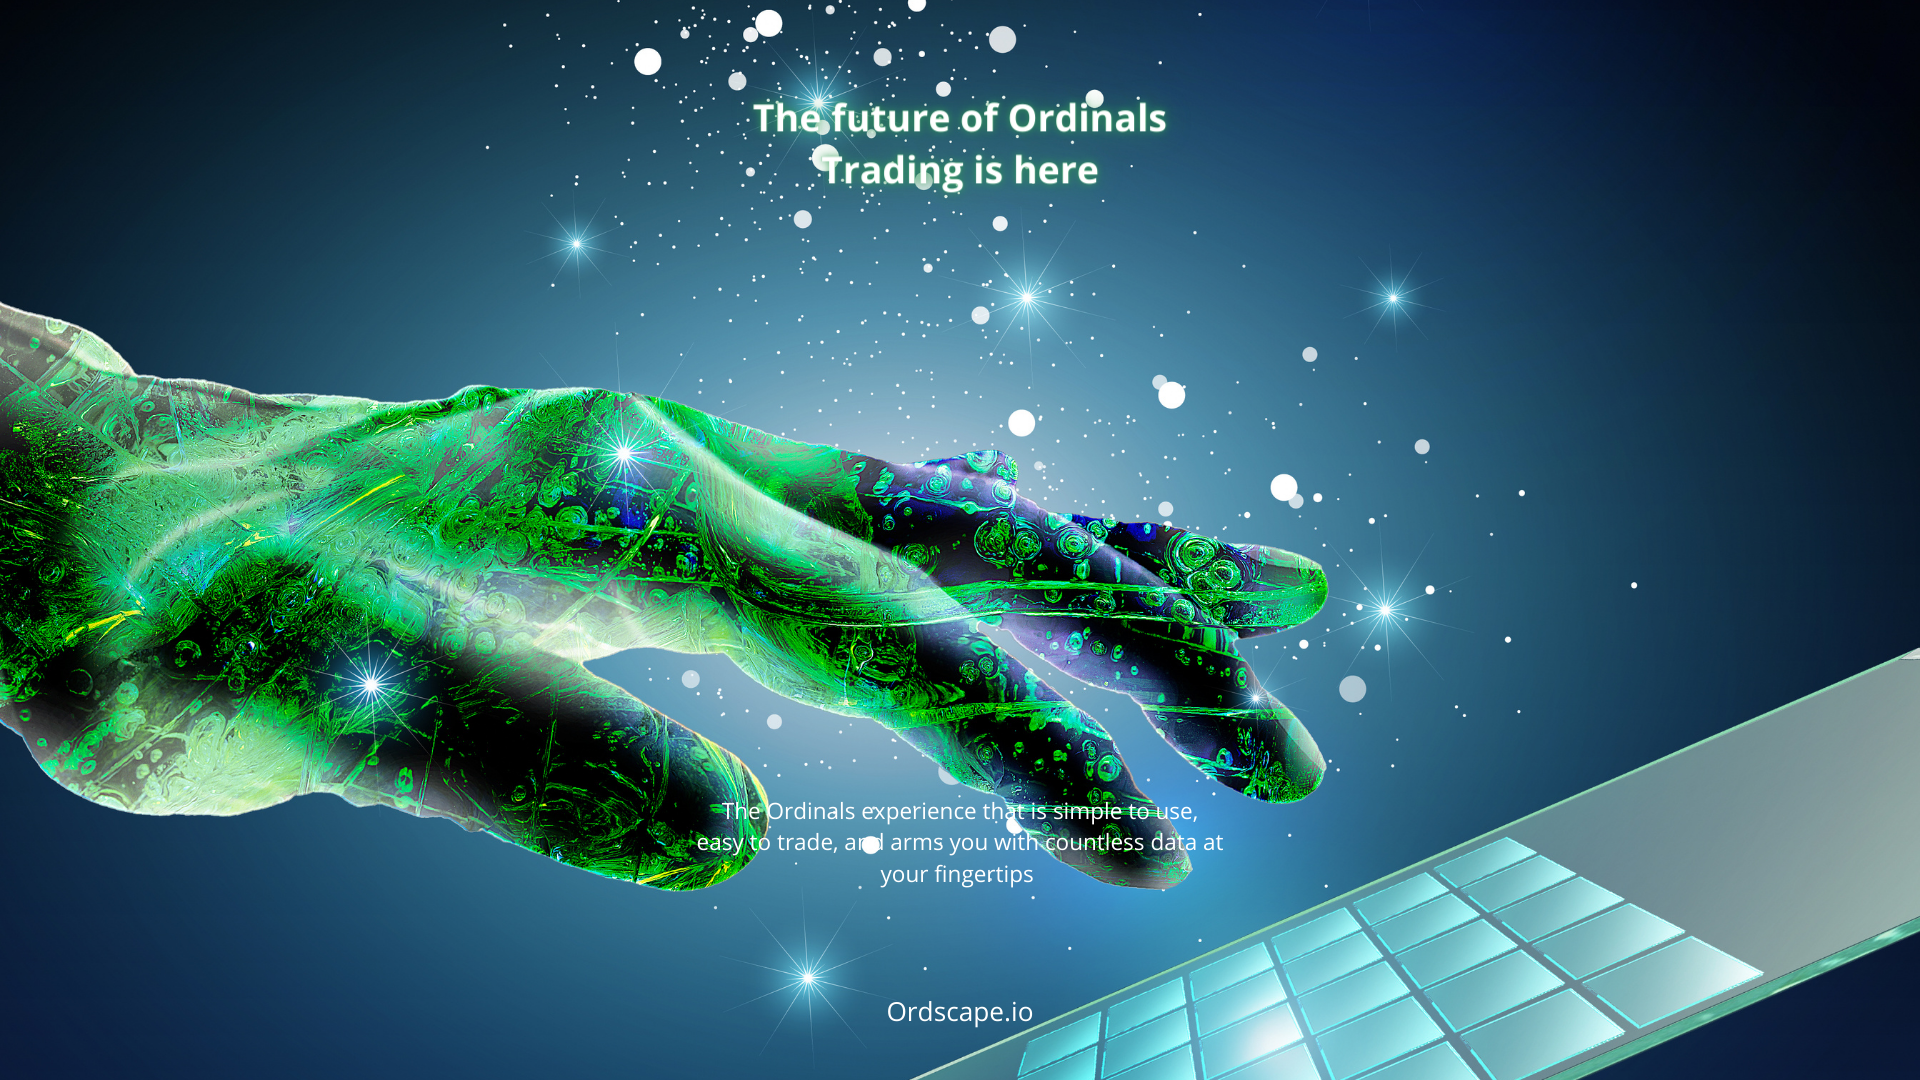 The future of Ordinals
Trading is here
The Ordinals experience that is simple to use,
easy to trade, and arms you with countless data at
your fingertips
Ordscape.io